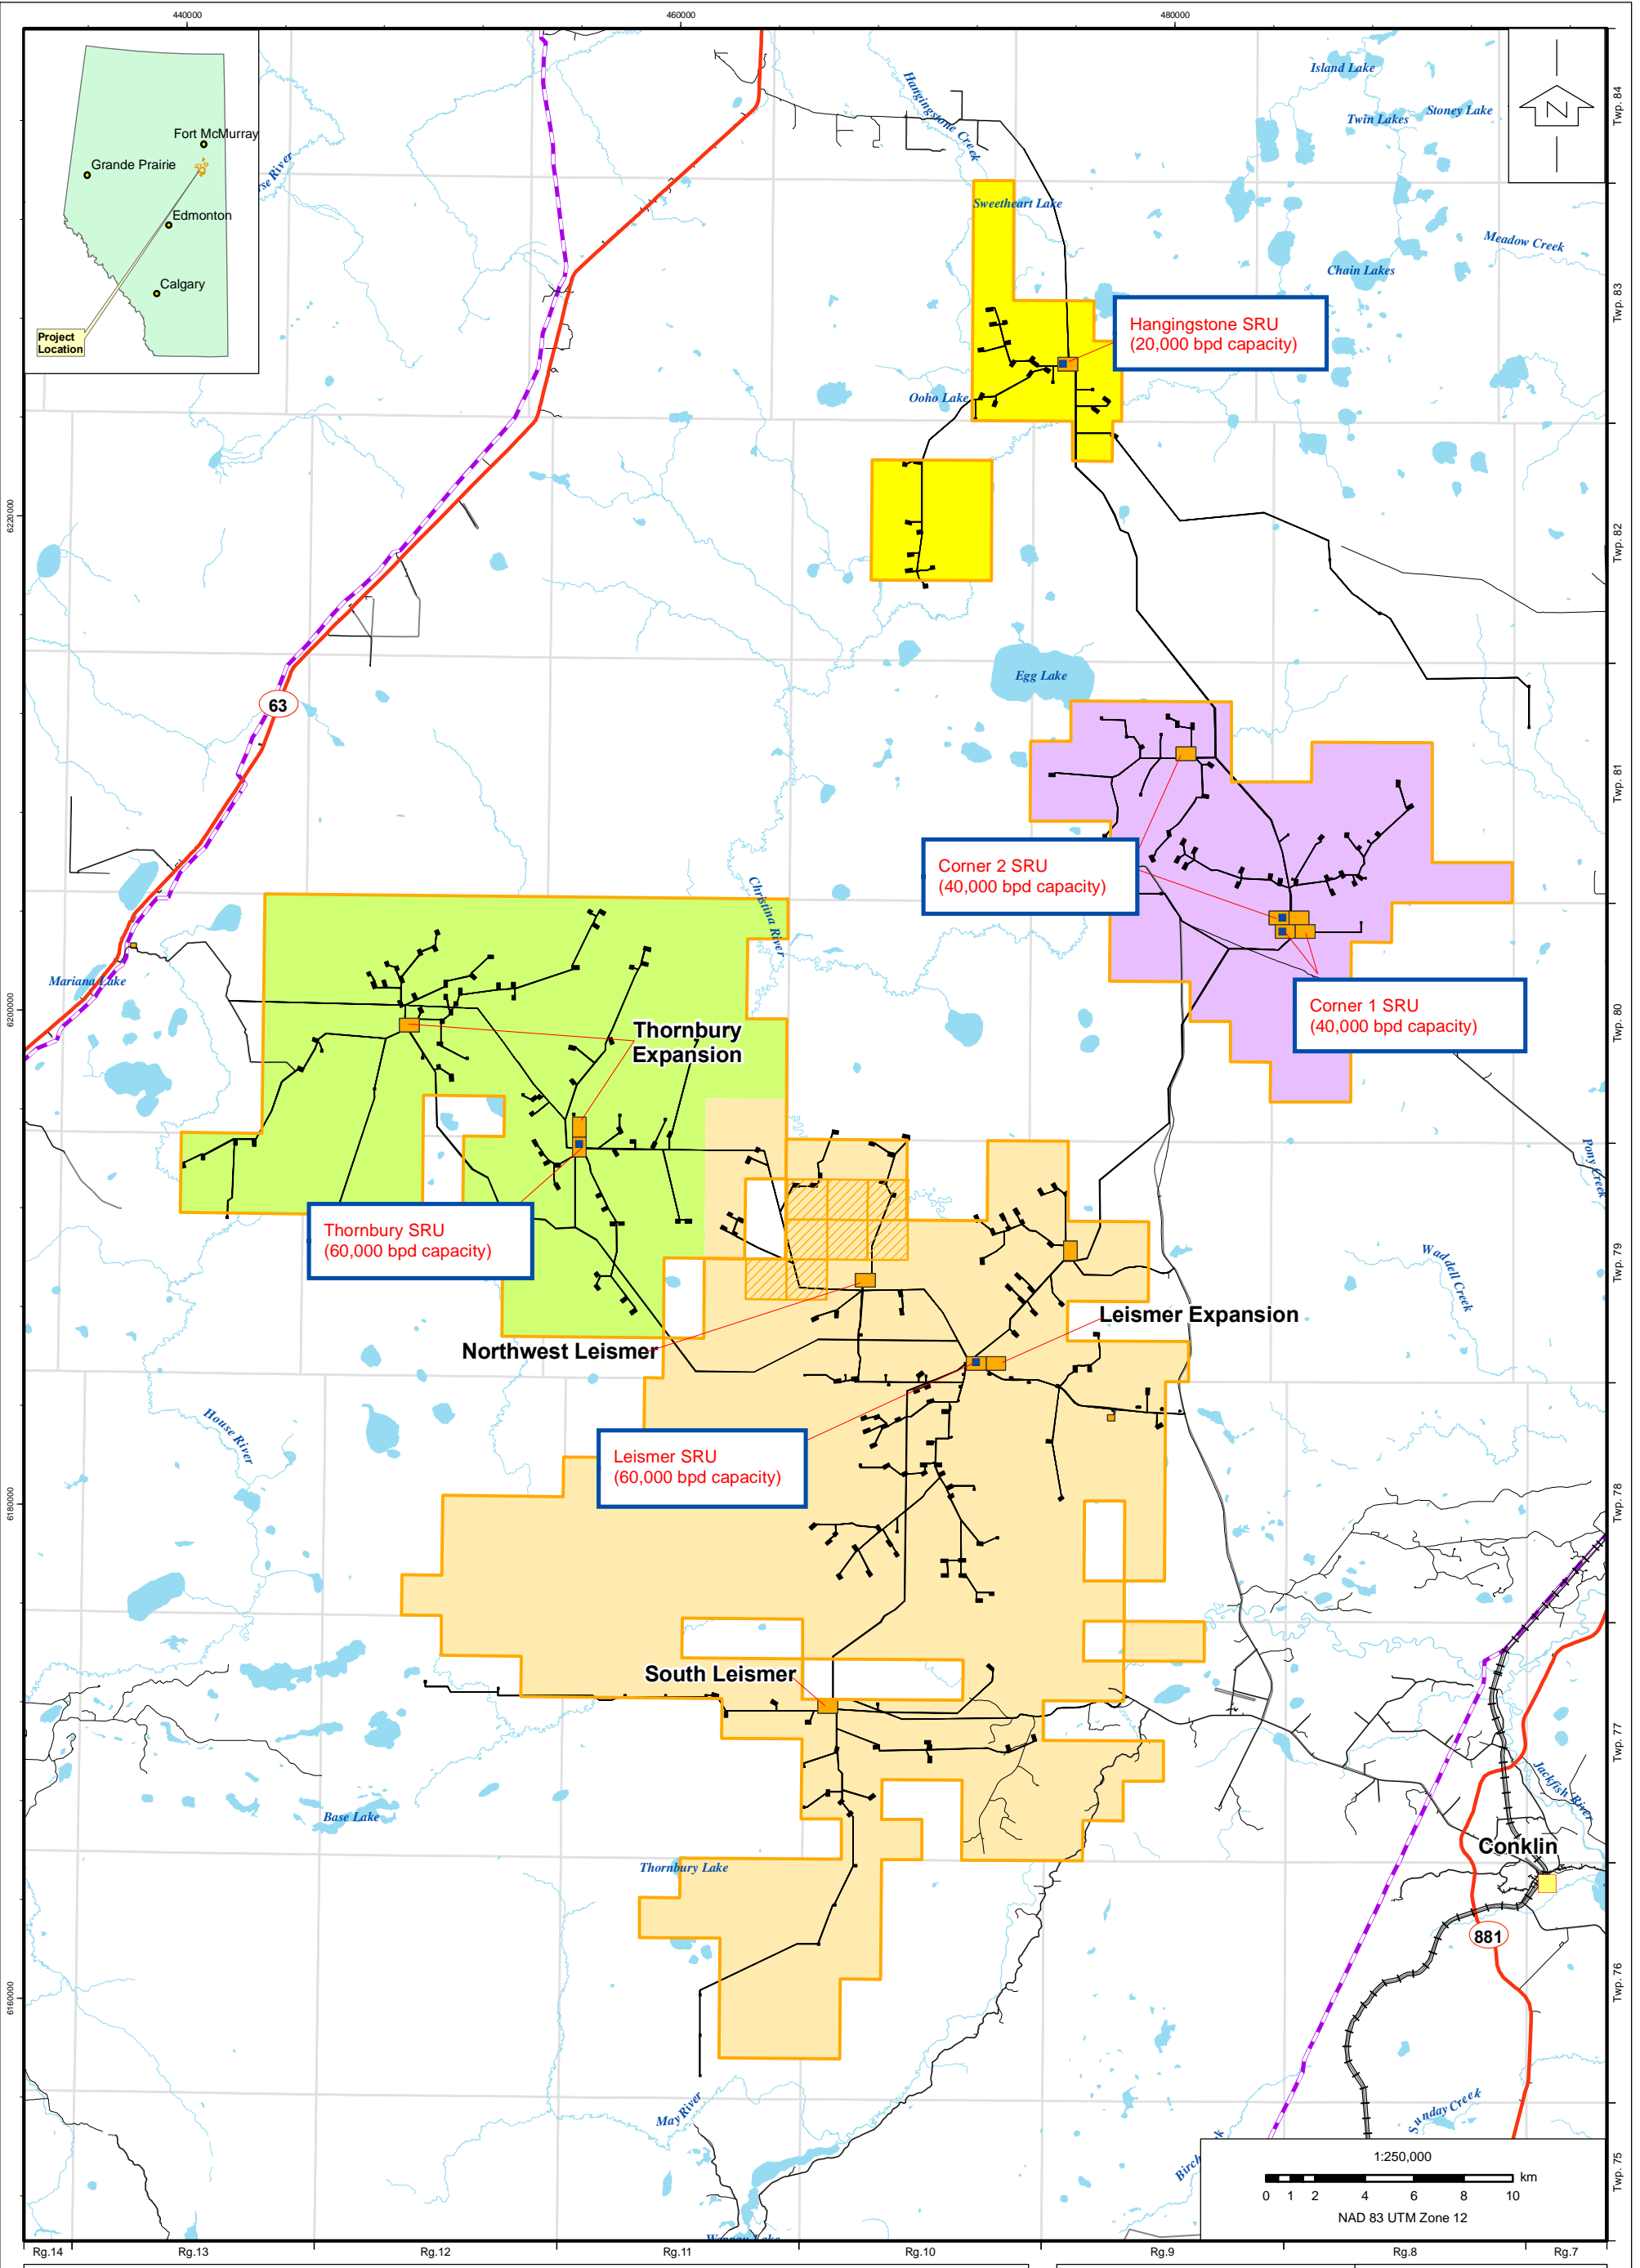 440000
460000
480000
Fort McMurray
Grande Prairie
Edmonton
Calgary
Project
Location
se River
Hangingstone Creek
Island Lake
Twin Lakes
Stoney Lake
N
Twp. 84
Sweetheart Lake
Meadow Creek
Chain Lakes
Twp. 83
Hangingstone SRU
(20,000 bpd capacity)
Ooho Lake
6220000
Twp. 82
Egg Lake
63
Twp. 81
Corner 2 SRU
(40,000 bpd capacity)
Christina River
Mariana Lake
6200000
Corner 1 SRU
(40,000 bpd capacity)
Twp. 80
Thornbury
Expansion
Pony Creek
Thornbury SRU
(60,000 bpd capacity)
Waddell Creek
Twp. 79
Leismer Expansion
Northwest Leismer
House River
Leismer SRU
(60,000 bpd capacity)
6180000
Twp. 78
South Leismer
Twp. 77
Jackfish River
Base Lake
Conklin
Thornbury Lake
881
6160000
Twp. 76
May River
Sunday Creek
Birch
1:250,000
km
0 1 2 4 6 8 10
NAD 83 UTM Zone 12
Twp. 75
Rg.14 Rg.13 Rg.12 Rg.11 Rg.10 Rg.9 Rg.8 Rg.7